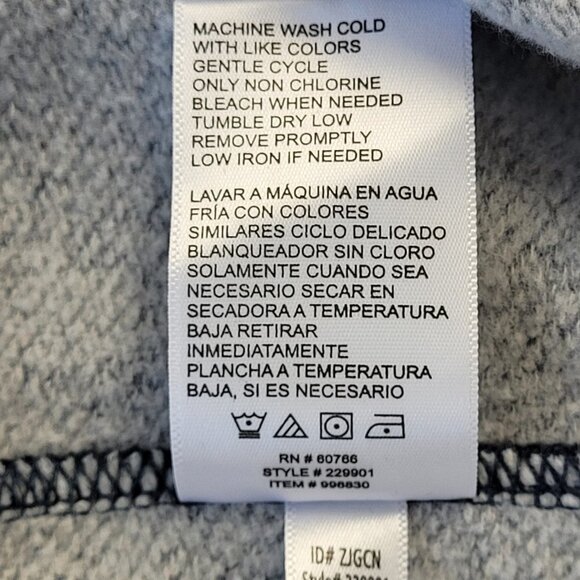 MACHINE WASH COLD
WITH LIKE COLORS
GENTLE CYCLE
ONLY NON CHLORINE
BLEACH WHEN NEEDED
TUMBLE DRY LOW
REMOVE PROMPTLY
LOW IRON IF NEEDED
LAVAR A MÁQUINA EN AGUA
FRÍA CON COLORES
SIMILARES CICLO DELICADO
BLANQUEADOR SIN CLORO
SOLAMENTE CUANDO SEA
NECESARIO SECAR EN
SECADORA A TEMPERATURA
BAJA RETIRAR
INMEDIATAMENTE
PLANCHA A TEMPERATURA
BAJA, SI ES NECESARIO
RN # 60766
STYLE # 229901
ITEM # 996830
ID# ZJGCN
Style#